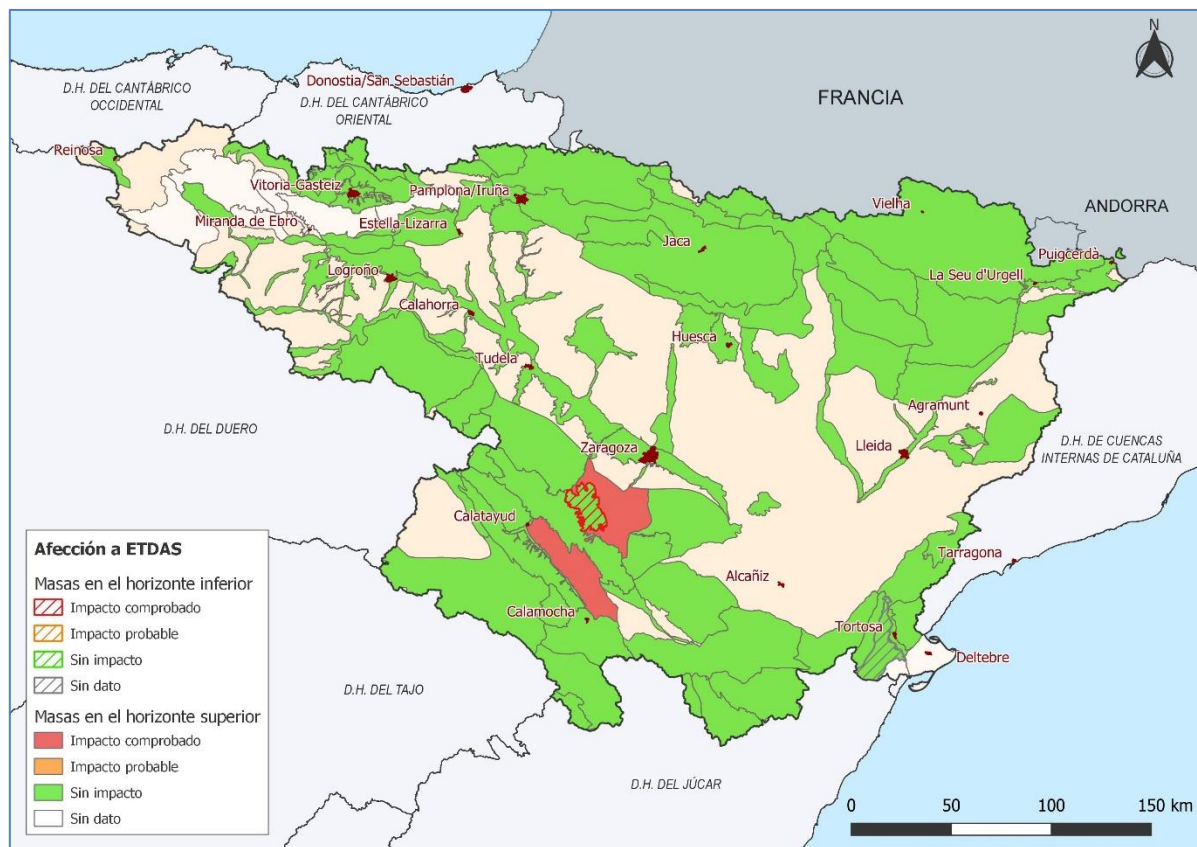 N
Donostia/San Sebastián
D.H. DEL CANTÁBRICO
OCCIDENTAL
D.H. DEL CANTÁBRICO
ORIENTAL
FRANCIA
Reinosa
Vitoria-Gasteiz
Pamplona/Iruña
Vielha
ANDORRA
Miranda de Ebro
Estella-Lizarra
Jaca
Puigcerdà
La Seu d'Urgell
Logroño
Calahorra
Huesca
Tudela
Agramunt
D.H. DEL DUERO
Zaragoza
Lleida
D.H. DE CUENCAS
INTERNAS DE CATALUÑA
Calatayud
Tarragona
Alcañiz
Calamocha
Tortosa
Deltebre
D.H. DEL TAJO
D.H. DEL JÚCAR
Afección a ETDAS
Masas en el horizonte inferior
Impacto comprobado
Impacto probable
Sin impacto
Sin dato
Masas en el horizonte superior
Impacto comprobado
Impacto probable
Sin impacto
Sin dato
0 50 100 150 km